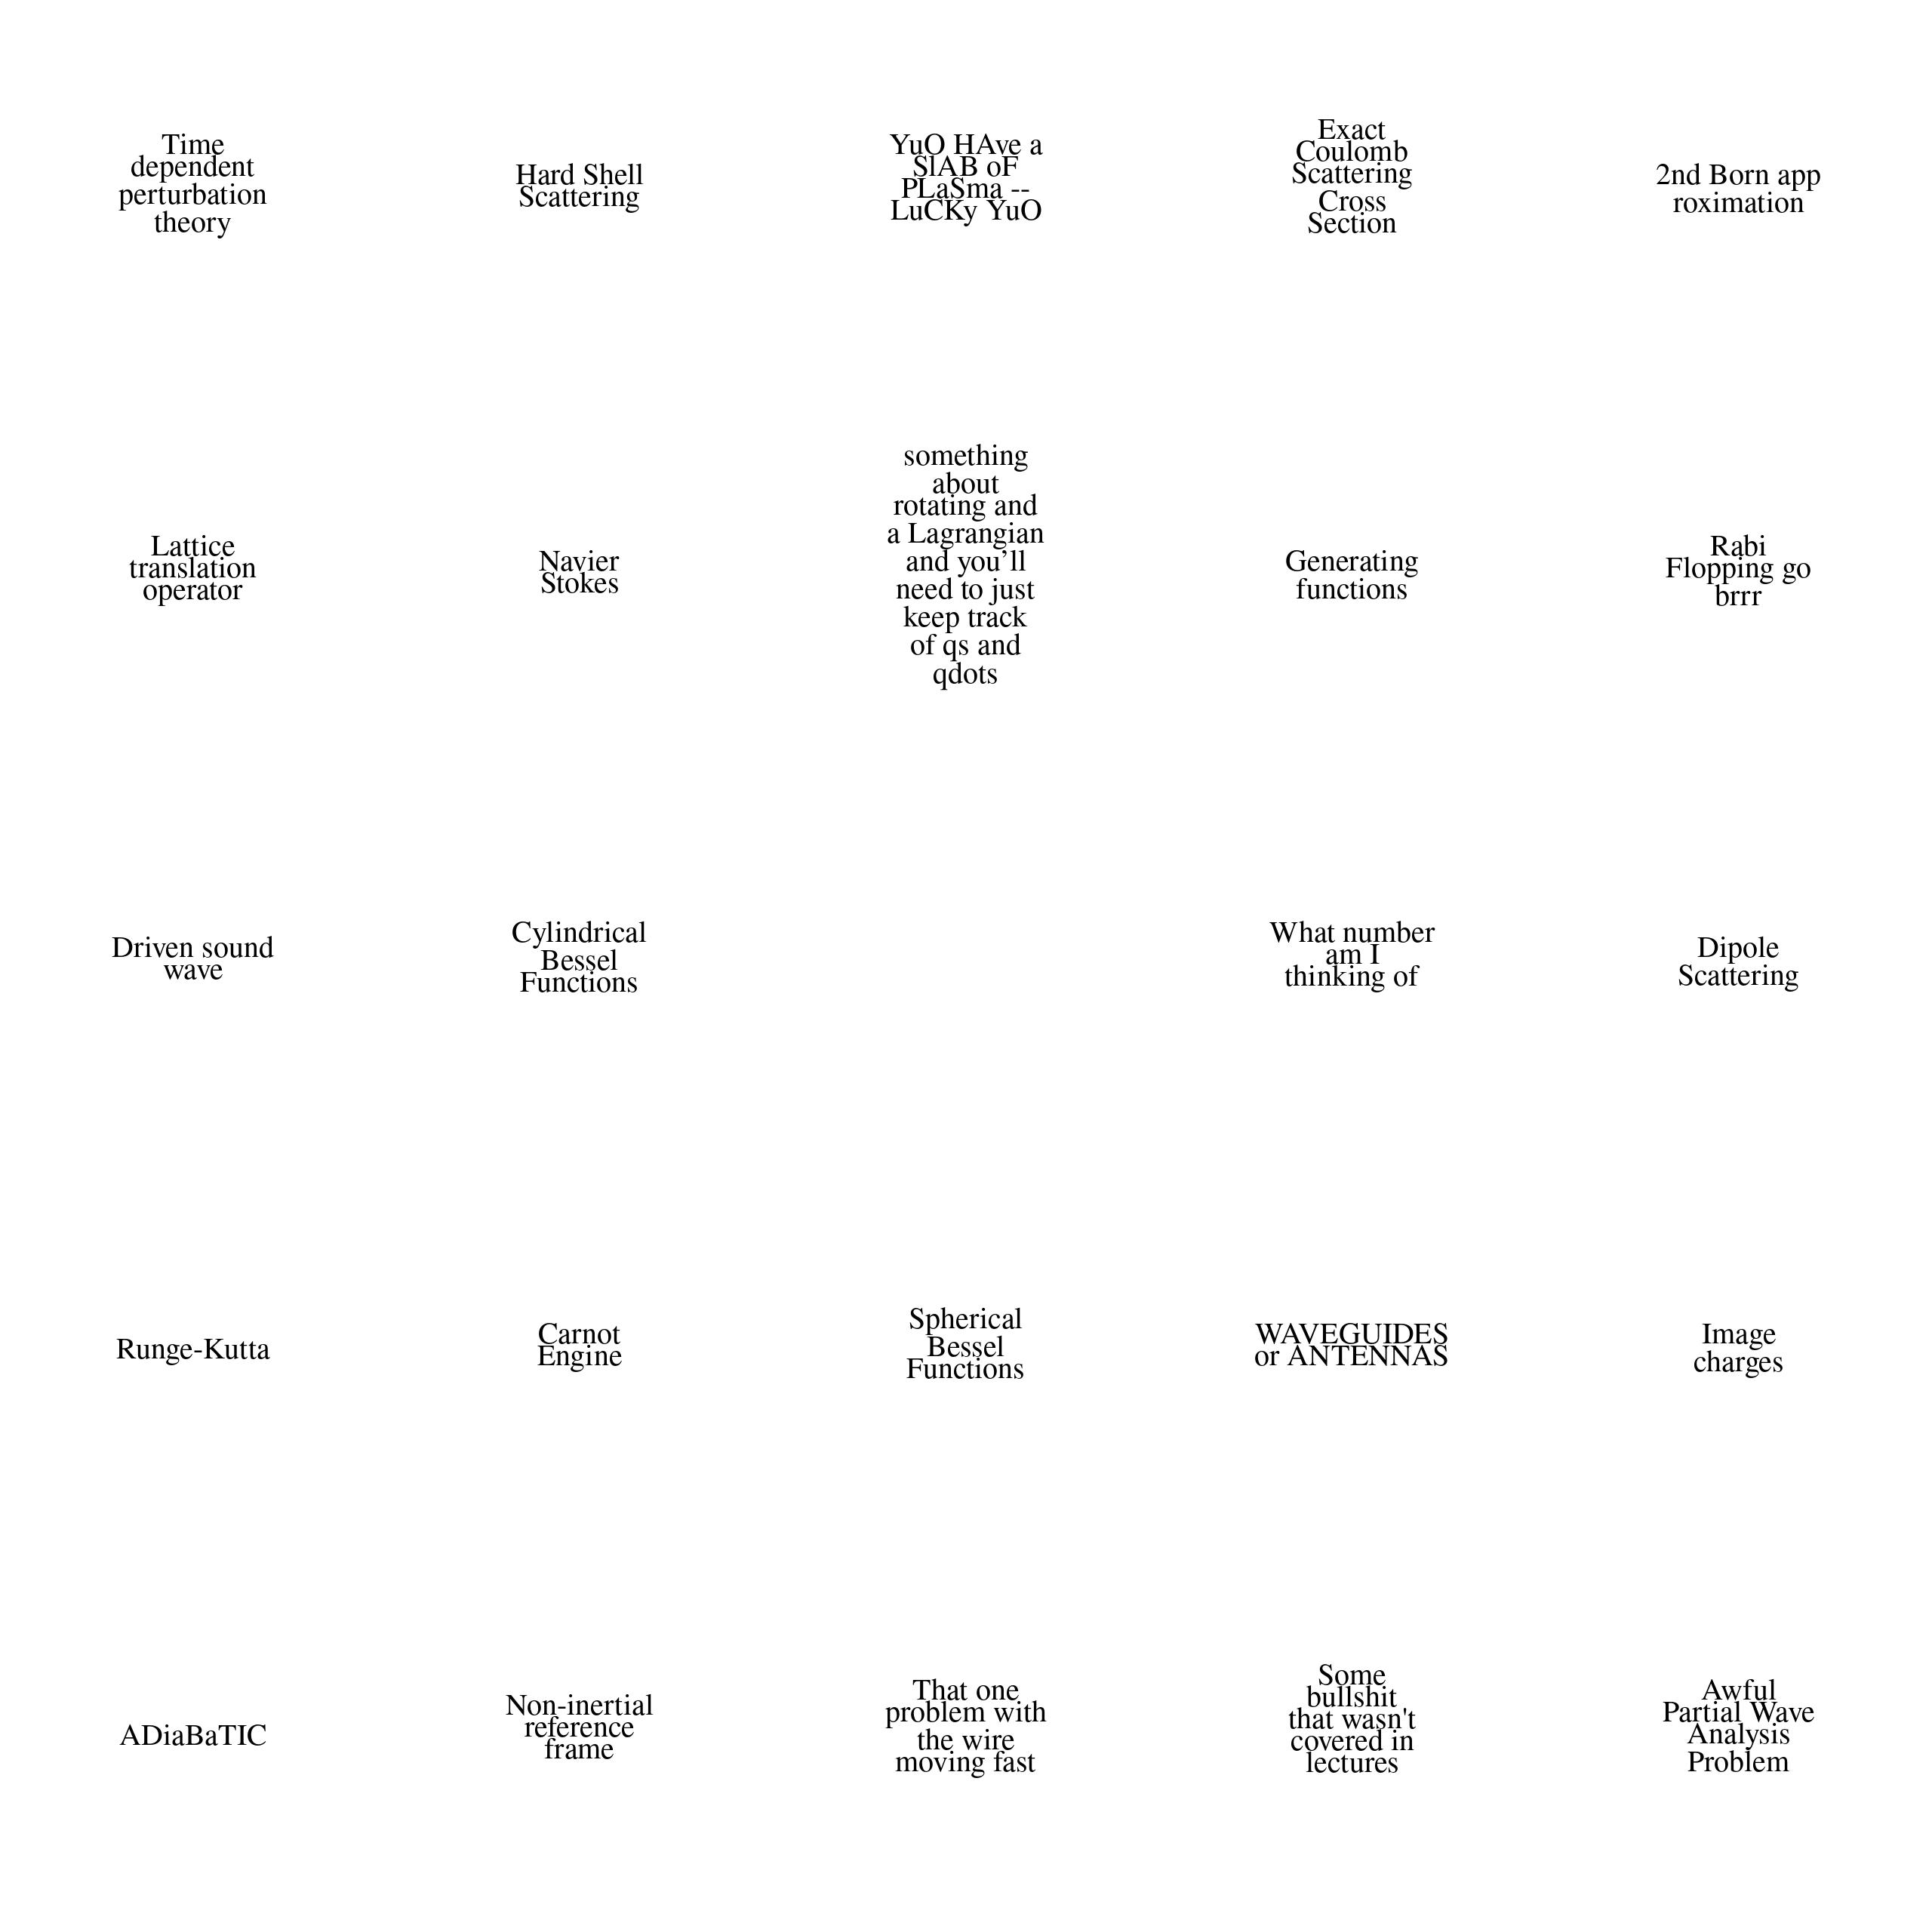 Time
dependent
perturbation
theory
Hard Shell
Scattering
YuO HAve a
SlAB oF
PLaSma --
LuCKy YuO
Exact
Coulomb
Scattering
Cross
Section
2nd Born app
roximation
Lattice
translation
operator
Navier
Stokes
something
about
rotating and
a Lagrangian
and you’ll
need to just
keep track
of qs and
qdots
Generating
functions
Rabi
Flopping go
brrr
Driven sound
wave
Cylindrical
Bessel
Functions
What number
am I
thinking of
Dipole
Scattering
Runge-Kutta
Carnot
Engine
Spherical
Bessel
Functions
WAVEGUIDES
or ANTENNAS
Image
charges
ADiaBaTIC
Non-inertial
reference
frame
That one
problem with
the wire
moving fast
Some
bullshit
that wasn't
covered in
lectures
Awful
Partial Wave
Analysis
Problem